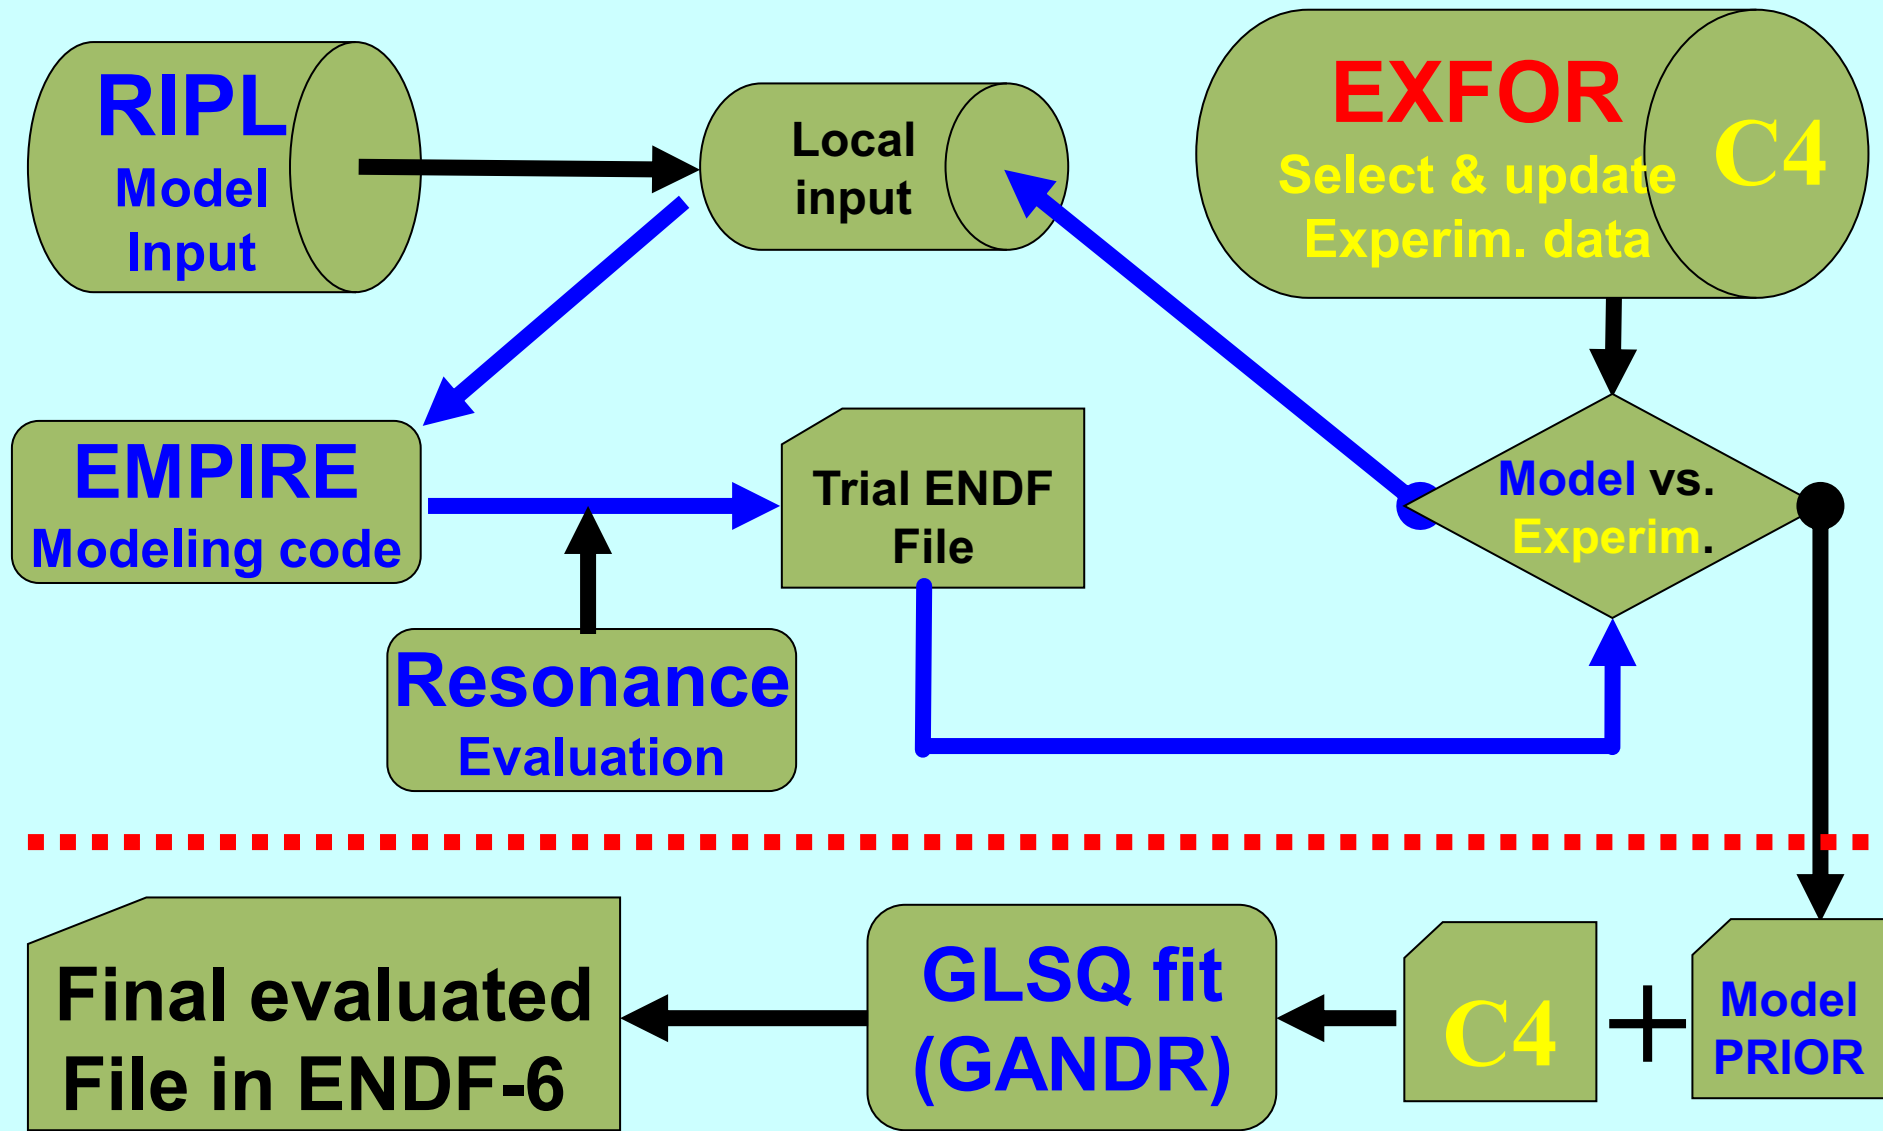 RIPL
Model
Input
Local
input
EXFOR
Select & update
Experim. data
C4
EMPIRE
Modeling code
Trial ENDF
File
Model vs.
Experim.
Resonance
Evaluation
Final evaluated
File in ENDF-6
GLSQ fit
(GANDR)
C4
+
Model
PRIOR